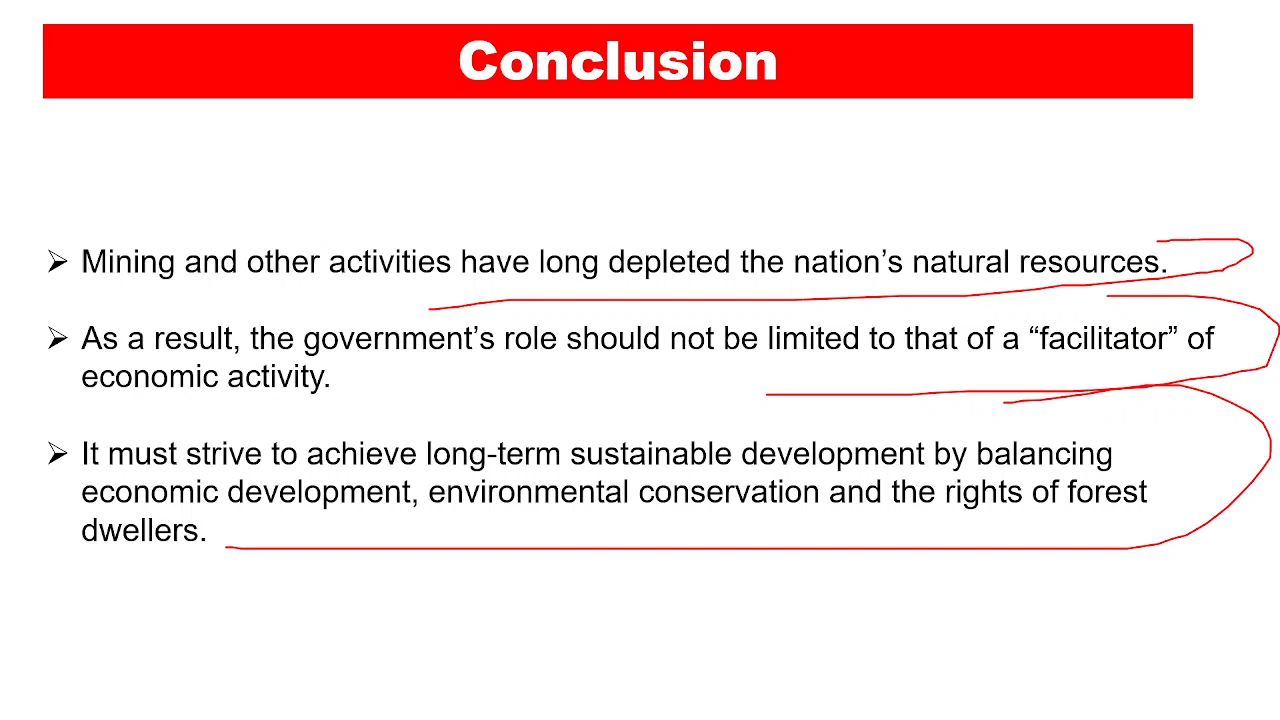 Conclusion
➢ Mining and other activities have long depleted the nation’s natural resources.
➢ As a result, the government’s role should not be limited to that of a “facilitator” of
economic activity.
➢ It must strive to achieve long-term sustainable development by balancing
economic development, environmental conservation and the rights of forest
dwellers.